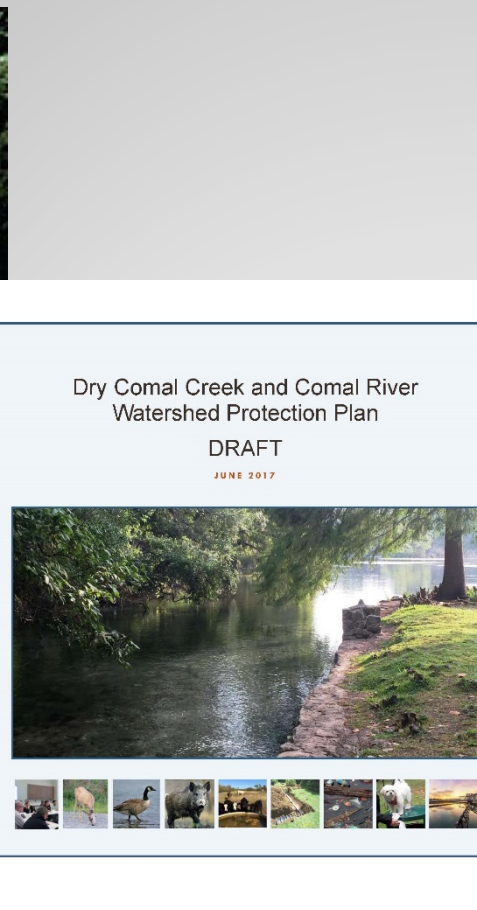 Dry Comal Creek and Comal River
Watershed Protection Plan
DRAFT
JUNE 2017